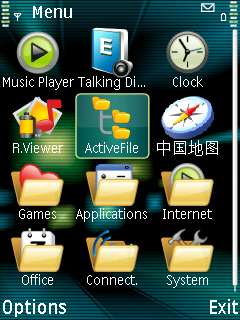 Menu
Music Player Talking Di... Clock
R.Viewer ActiveFile 中国地图
Games Applications Internet
Office Connect. System
Options Exit